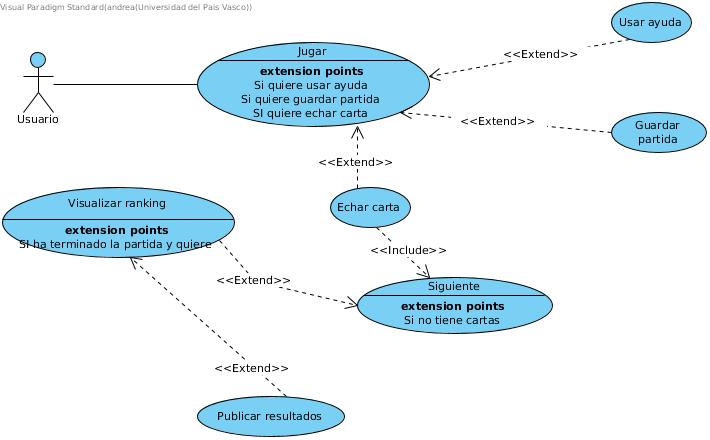 Visual Paradigm Standard(andrea(Universidad del Pais Vasco))
Usar ayuda
<<Extend>>
Jugar
extension points
Si quiere usar ayuda
Si quiere guardar partida
SI quiere echar carta
Usuario
<<Extend>>
Guardar
partida
<<Extend>>
Echar carta
Visualizar ranking
extension points
SI ha terminado la partida y quiere
<<Include>>
<<Extend>>
Siguiente
extension points
Si no tiene cartas
<<Extend>>
Publicar resultados